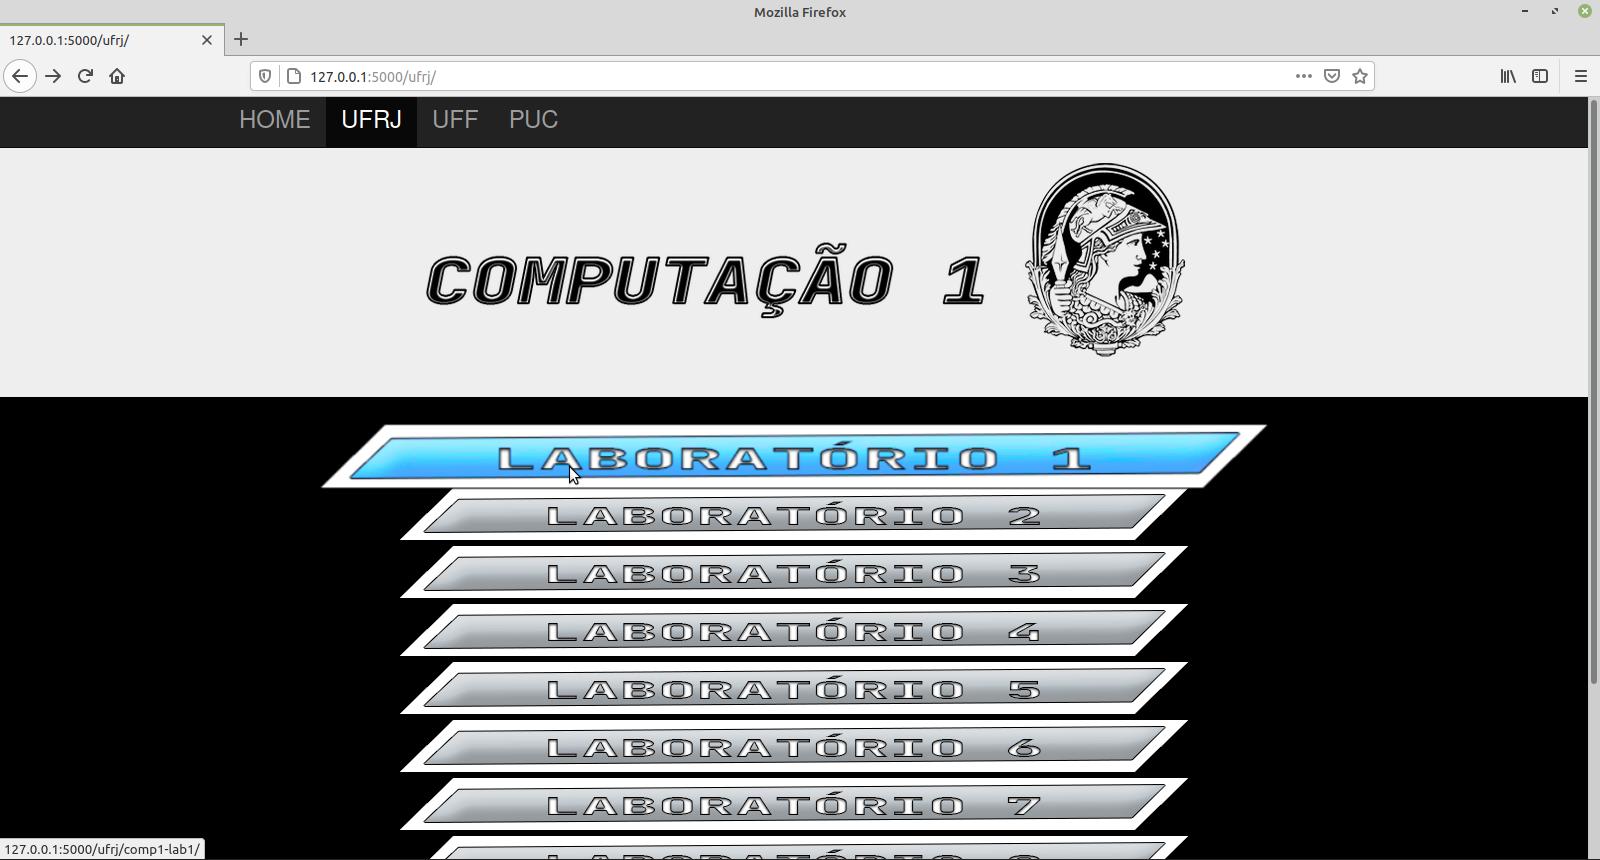 Mozilla Firefox
127.0.0.1:5000/ufrj/
127.0.0.1:5000/ufrj/
HOME UFRJ UFF PUC
COMPUTAÇÃO 1
LABORATÓRIO 1
LABORATÓRIO 2
LABORATÓRIO 3
LABORATÓRIO 4
LABORATÓRIO 5
LABORATÓRIO 6
LABORATÓRIO 7
127.0.0.1:5000/ufrj/comp1-lab1/